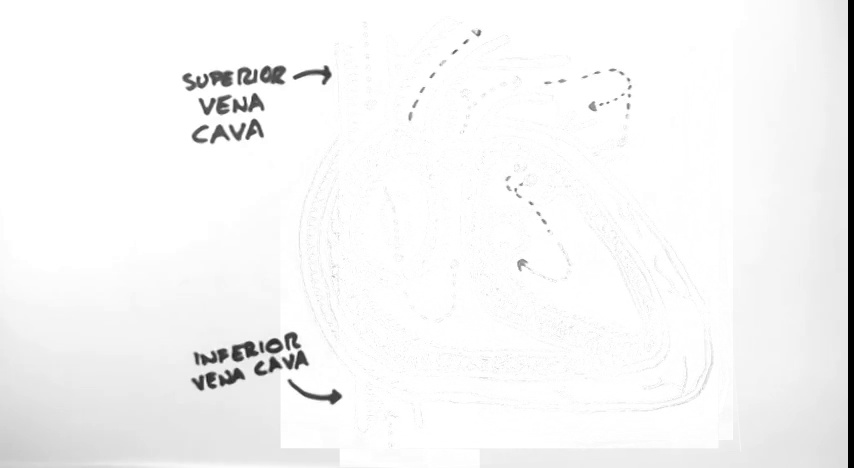 SUPERIOR
VENA
CAVA
INFERIOR
VENA CAVA